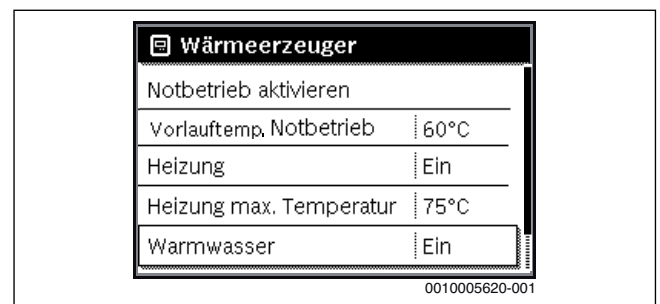 Wärmeerzeuger
Notbetrieb aktivieren
Vorlauftemp. Notbetrieb 60°C
Heizung Ein
Heizung max. Temperatur 75°C
Warmwasser Ein
0010005620-001